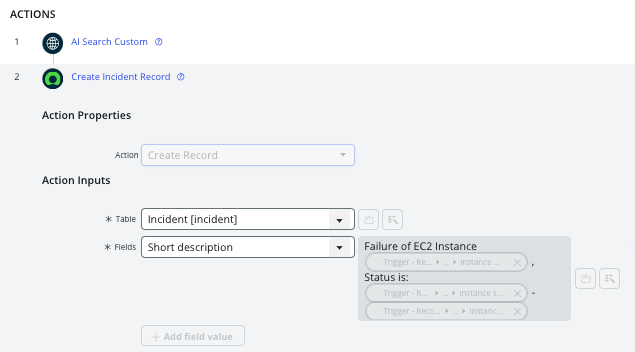 ACTIONS
1 AI Search Custom
2 Create Incident Record
Action Properties
Action Create Record
Action Inputs
* Table Incident [incident]
* Fields Short description
Failure of EC2 Instance
Trigger - Re... ▸ ... ▸ Instance ... ,
Status is:
Trigger - R... ▸ ... ▸ Instance s... -
Trigger - Reco... ▸ ... ▸ Instanc...
+ Add field value